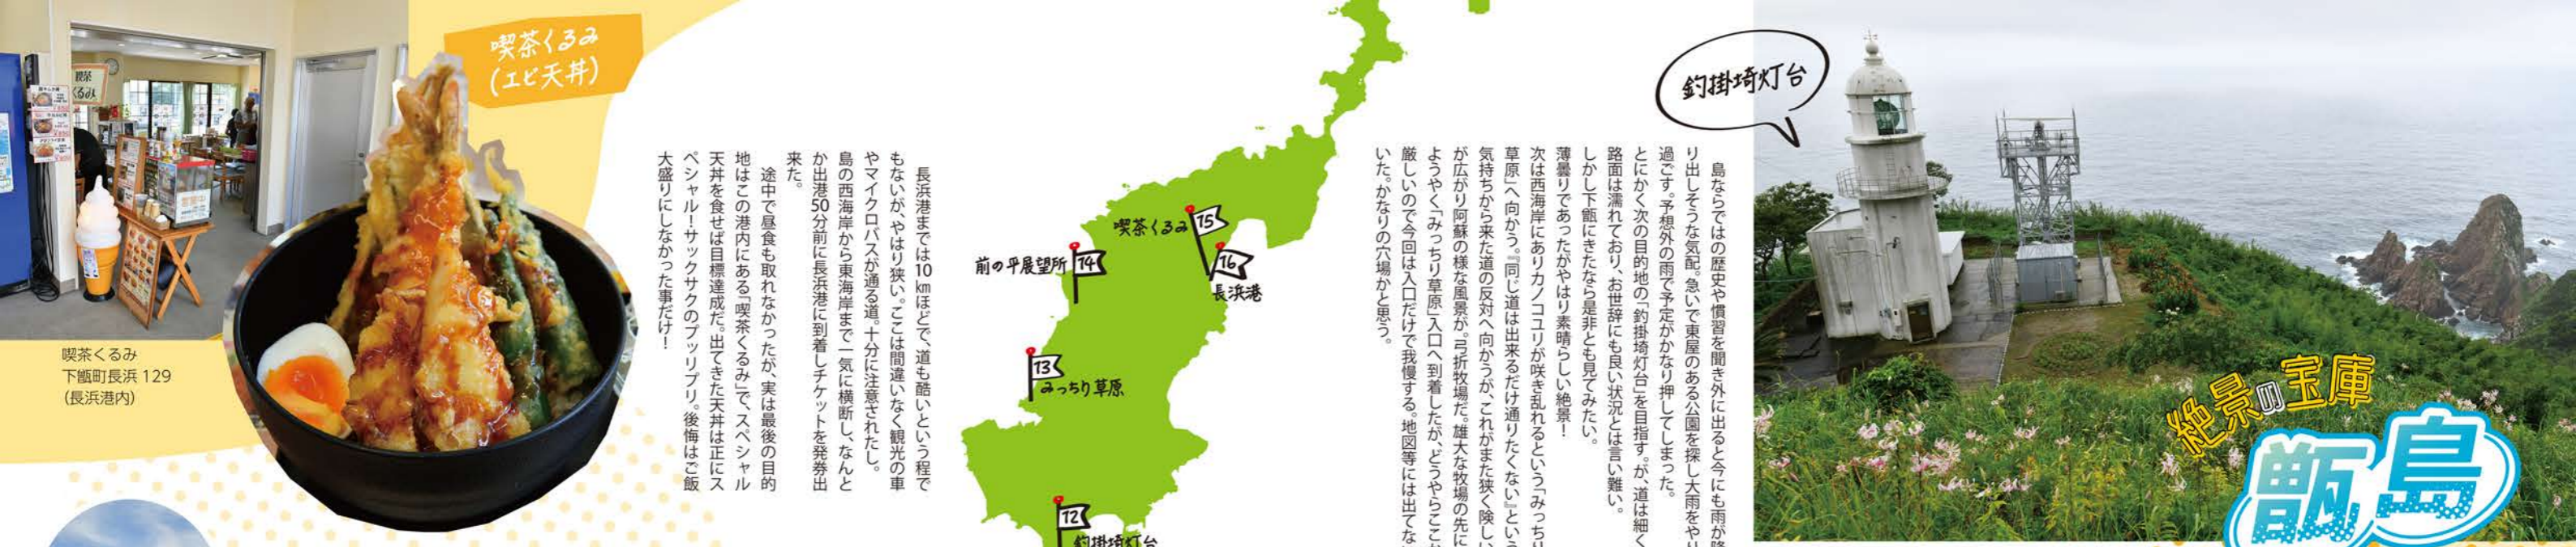 釣掛埼灯台
絶景の宝庫
甑島
島ならではの歴史や慣習を聞き外に出ると今にも雨が降
り出しそうな気配。急いで東屋のある公園を探し大雨をやり
過ごす。予想外の雨で予定がかなり押してしまった。
とにかく次の目的地の「釣掛埼灯台」を目指す。が、道は細く
路面は濡れており、お世辞にも良い状況とは言い難い。
しかし下甑にきたなら是非とも見てみたい。
薄曇りであったがやはり素晴らしい絶景！
次は西海岸にありカノコユリが咲き乱れるという「みっちり
草原」へ向かう。『同じ道は出来るだけ通りたくない』という
気持ちから来た道の反対へ向かうが、これがまた狭く険しい
が広がり阿蘇の様な風景が。弓折牧場だ。雄大な牧場の先に
ようやく「みっちり草原」入口へ到着したが、どうやらここか
厳しいので今回は入口だけで我慢する。地図等には出てな
いた。かなりの穴場かと思う。
喫茶くるみ
15
16
長浜港
前の平展望所
14
13
みっちり草原
12
釣掛埼灯台
長浜港までは10kmほどで、道も酷いという程で
もないが、やはり狭い。ここは間違いなく観光の車
やマイクロバスが通る道。十分に注意されたし。
島の西海岸から東海岸まで一気に横断し、なんと
か出港50分前に長浜港に到着しチケットを発券出
来た。
途中で昼食も取れなかったが、実は最後の目的
地はこの港内にある「喫茶くるみ」で、スペシャル
天丼を食せば目標達成だ。出てきた天丼は正にス
ペシャル！サックサクのプリップリ。後悔はご飯
大盛りにしなかった事だけ！
喫茶くるみ
(エビ天丼)
喫茶
くるみ
喫茶くるみ
下甑町長浜 129
(長浜港内)